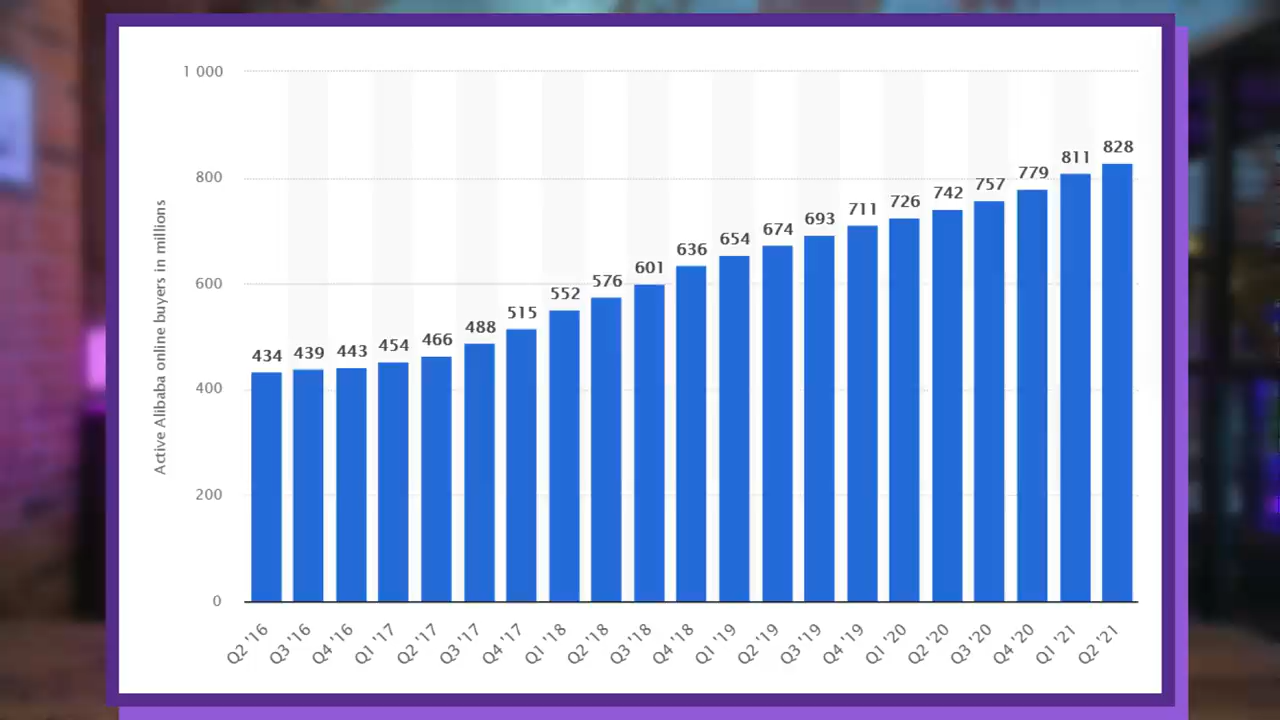 1 000
800
600
400
200
0
Active Alibaba online buyers in millions
434
439
443
454
466
488
515
552
576
601
636
654
674
693
711
726
742
757
779
811
828
Q2 '16
Q3 '16
Q4 '16
Q1 '17
Q2 '17
Q3 '17
Q4 '17
Q1 '18
Q2 '18
Q3 '18
Q4 '18
Q1 '19
Q2 '19
Q3 '19
Q4 '19
Q1 '20
Q2 '20
Q3 '20
Q4 '20
Q1 '21
Q2 '21